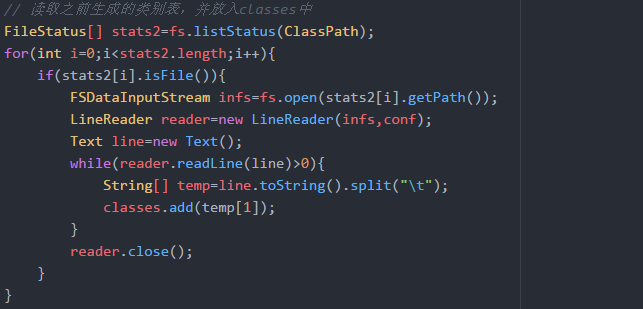 // 读取之前生成的类别表，并放入classes中
FileStatus[] stats2=fs.listStatus(ClassPath);
for(int i=0;i<stats2.length;i++){
    if(stats2[i].isFile()){
        FSDataInputStream infs=fs.open(stats2[i].getPath());
        LineReader reader=new LineReader(infs,conf);
        Text line=new Text();
        while(reader.readLine(line)>0){
            String[] temp=line.toString().split("\t");
            classes.add(temp[1]);
        }
        reader.close();
    }
}